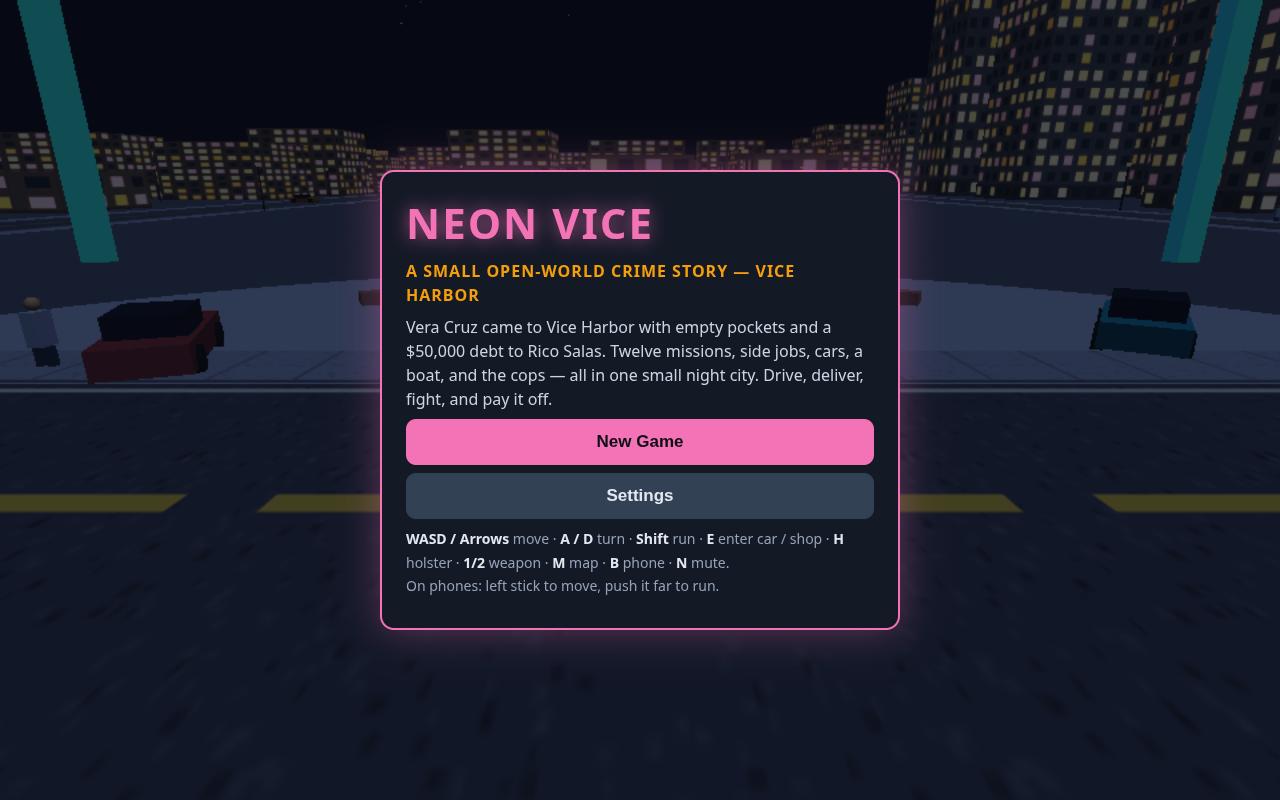 NEON VICE
A SMALL OPEN-WORLD CRIME STORY — VICE
HARBOR
Vera Cruz came to Vice Harbor with empty pockets and a
$50,000 debt to Rico Salas. Twelve missions, side jobs, cars, a
boat, and the cops — all in one small night city. Drive, deliver,
fight, and pay it off.
New Game
Settings
WASD / Arrows move · A / D turn · Shift run · E enter car / shop · H
holster · 1/2 weapon · M map · B phone · N mute.
On phones: left stick to move, push it far to run.